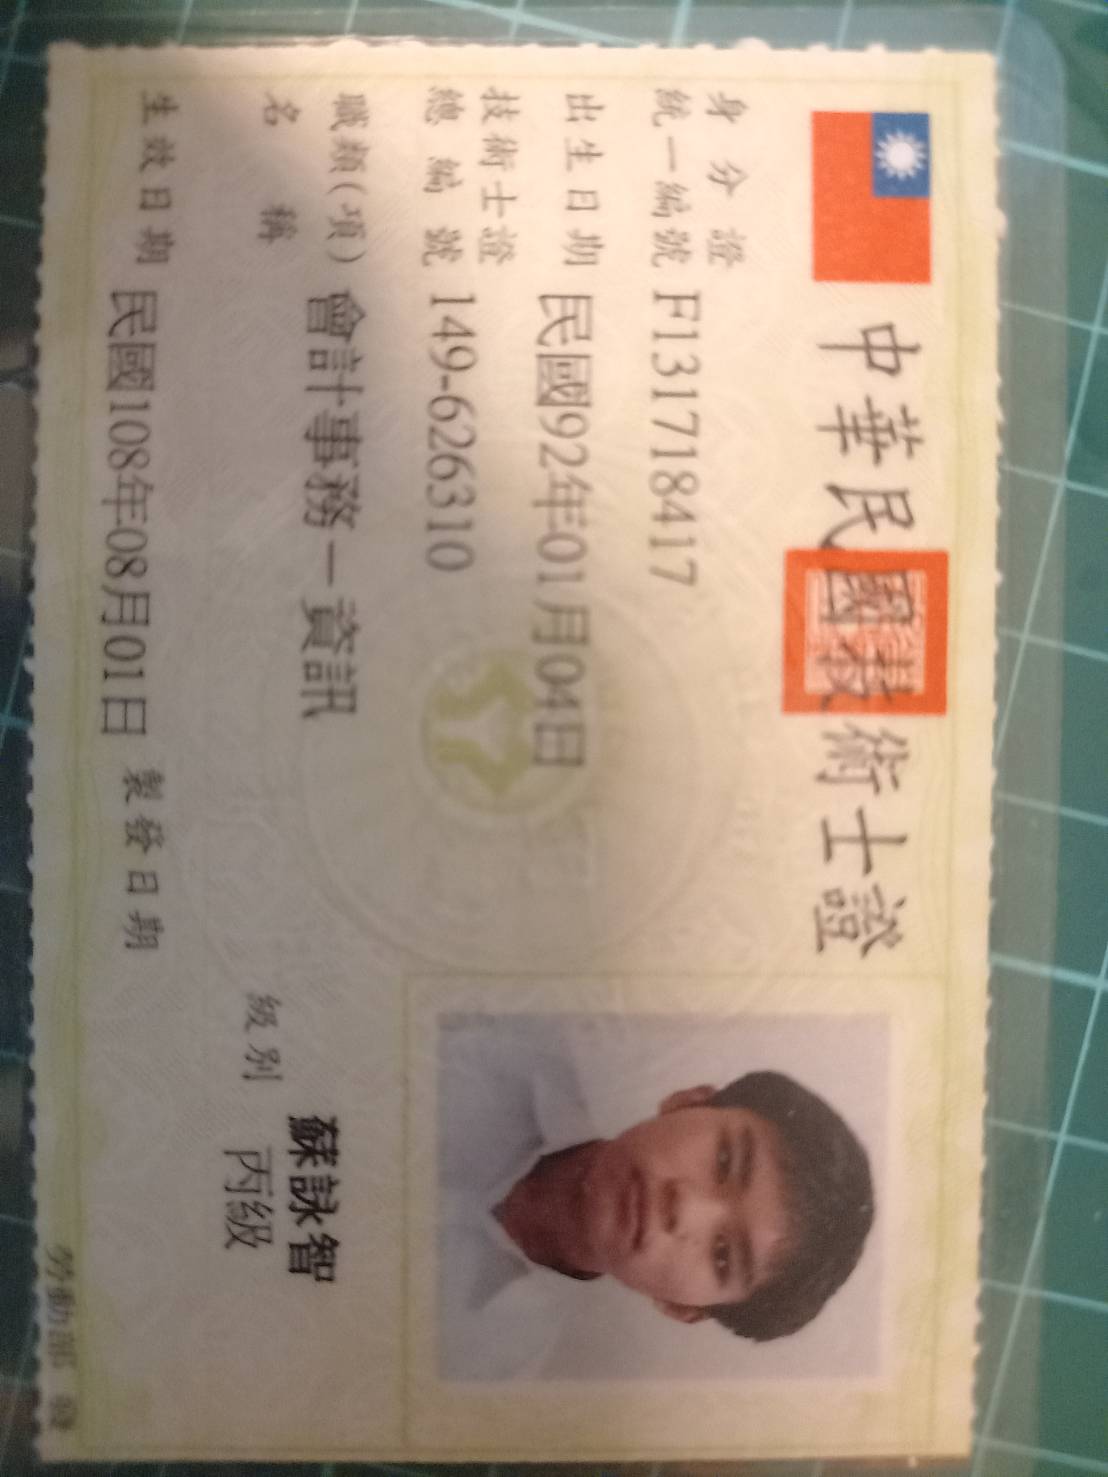 中華民國技術士證
身分證
統一編號 F131718417
出生日期 民國92年01月04日
技術士證
總編號 149-626310
職類(項)
名稱 會計事務－資訊
蘇詠智
級別 丙級
生效日期 民國108年08月01日 製發日期
勞動部 發